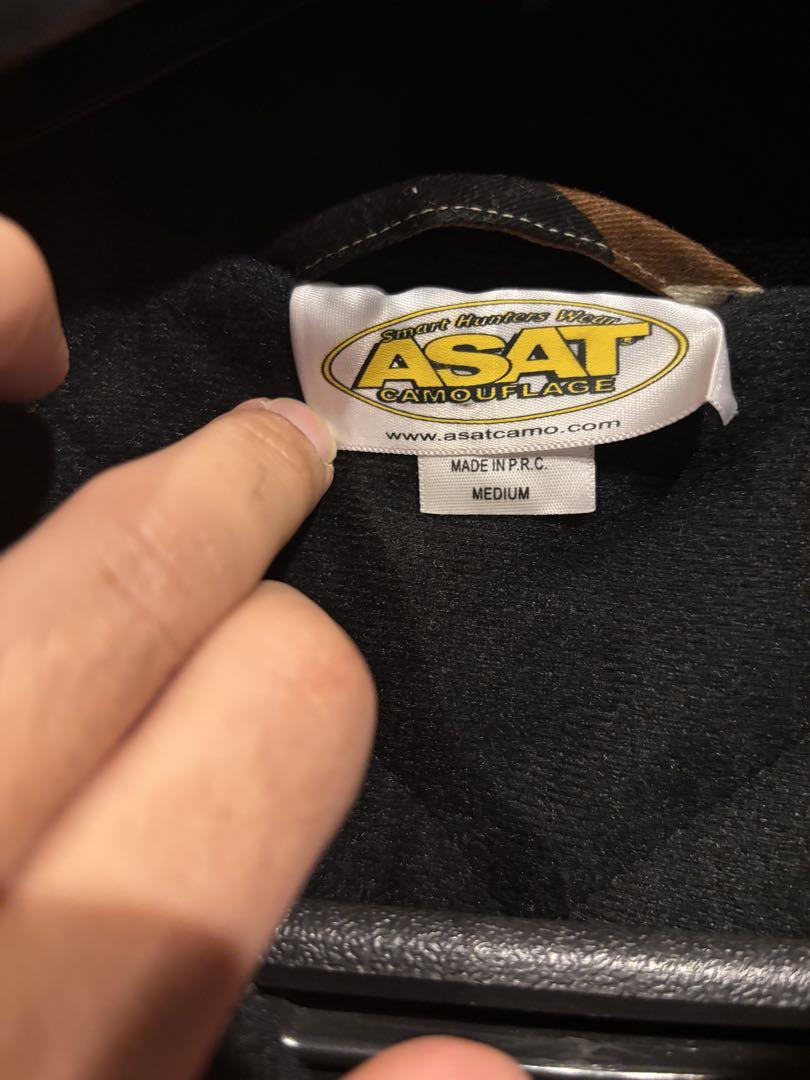 Smart Hunters Wear
ASAT®
CAMOUFLAGE
www.asatcamo.com
MADE IN P.R.C.
MEDIUM